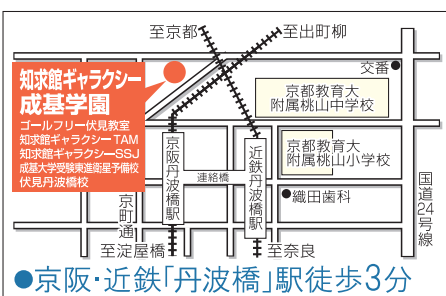 至京都
至出町柳
交番
知求館ギャラクシー
成基学園
ゴールフリー伏見教室
知求館ギャラクシーTAM
知求館ギャラクシーSSJ
成基大学受験東進衛星予備校
伏見丹波橋校
京都教育大
附属桃山中学校
京都教育大
附属桃山小学校
京阪丹波橋駅
近鉄丹波橋駅
連絡橋
織田歯科
京町通
国道24号線
至淀屋橋
至奈良
●京阪・近鉄「丹波橋」駅徒歩3分